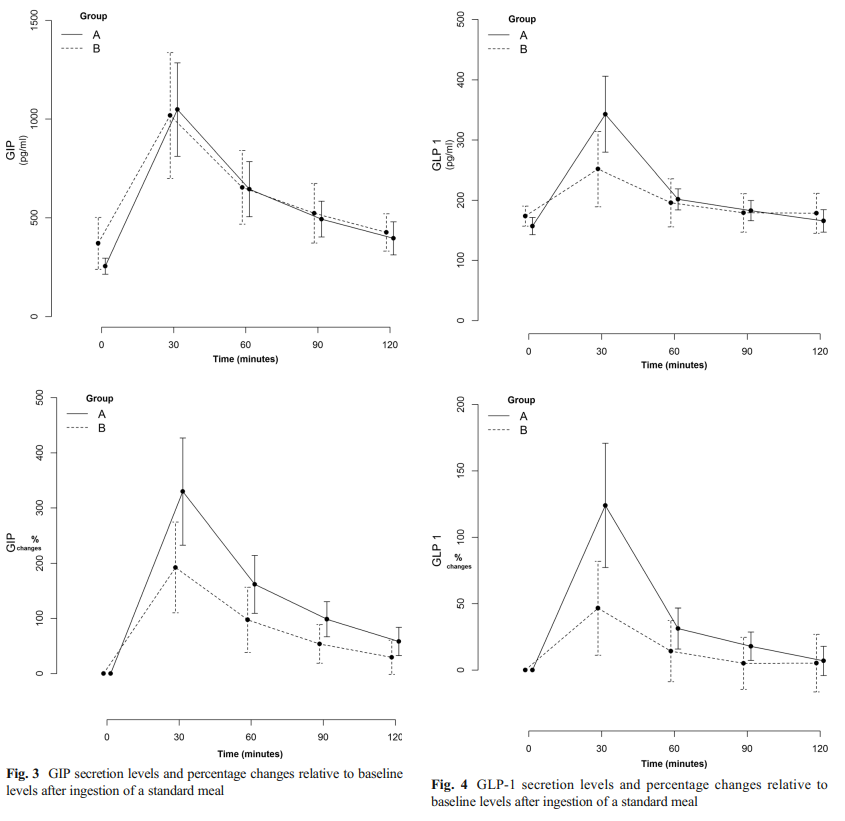 Group
A
B
GIP
(pg/ml)
0
500
1000
1500
0
30
60
90
120
Time (minutes)
Group
A
B
GIP
%
changes
0
100
200
300
400
500
0
30
60
90
120
Time (minutes)
Fig. 3 GIP secretion levels and percentage changes relative to baseline
levels after ingestion of a standard meal
Group
A
B
GLP 1
(pg/ml)
0
100
200
300
400
500
0
30
60
90
120
Time (minutes)
Group
A
B
GLP 1
%
changes
0
50
100
150
200
0
30
60
90
120
Time (minutes)
Fig. 4 GLP-1 secretion levels and percentage changes relative to
baseline levels after ingestion of a standard meal